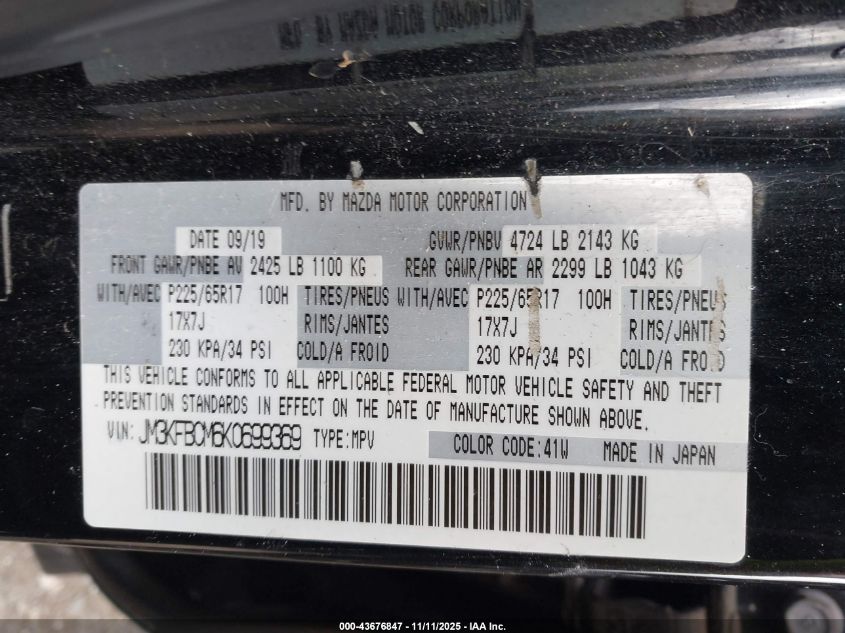 MFD. BY MAZDA MOTOR CORPORATION
DATE 09/19 GVWR/PNBV 4724 LB 2143 KG
FRONT GAWR/PNBE AV 2425 LB 1100 KG REAR GAWR/PNBE AR 2299 LB 1043 KG
WITH/AVEC P225/65R17 100H TIRES/PNEUS WITH/AVEC P225/65R17 100H TIRES/PNEUS
17X7J RIMS/JANTES 17X7J RIMS/JANTES
230 KPA/34 PSI COLD/A FROID 230 KPA/34 PSI COLD/A FROID
THIS VEHICLE CONFORMS TO ALL APPLICABLE FEDERAL MOTOR VEHICLE SAFETY AND THEFT
PREVENTION STANDARDS IN EFFECT ON THE DATE OF MANUFACTURE SHOWN ABOVE.
VIN: JM3KFBCM6K0699369 TYPE:MPV COLOR CODE:41W MADE IN JAPAN
000-43676847 - 11/11/2025 - IAA Inc.